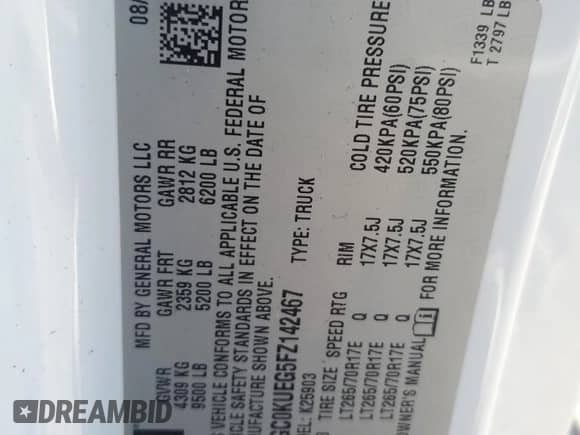 08/
MFD BY GENERAL MOTORS LLC
GVWR GAWR FRT GAWR RR
4309 KG 2359 KG 2812 KG
9500 LB 5200 LB 6200 LB
VEHICLE CONFORMS TO ALL APPLICABLE U.S. FEDERAL MOTOR
SAFETY STANDARDS IN EFFECT ON THE DATE OF
SHOWN ABOVE.
GC0KUEG5FZ142467 TYPE: TRUCK
K25903
TIRE SIZE SPEED RTG RIM COLD TIRE PRESSURE
LT265/70R17E Q 17X7.5J 420KPA(60PSI)
LT265/70R17E Q 17X7.5J 520KPA(75PSI)
LT265/70R17E Q 17X7.5J 550KPA(80PSI)
OWNER'S MANUAL FOR MORE INFORMATION.
F1339 LB
T 2797 LB
DREAMBID